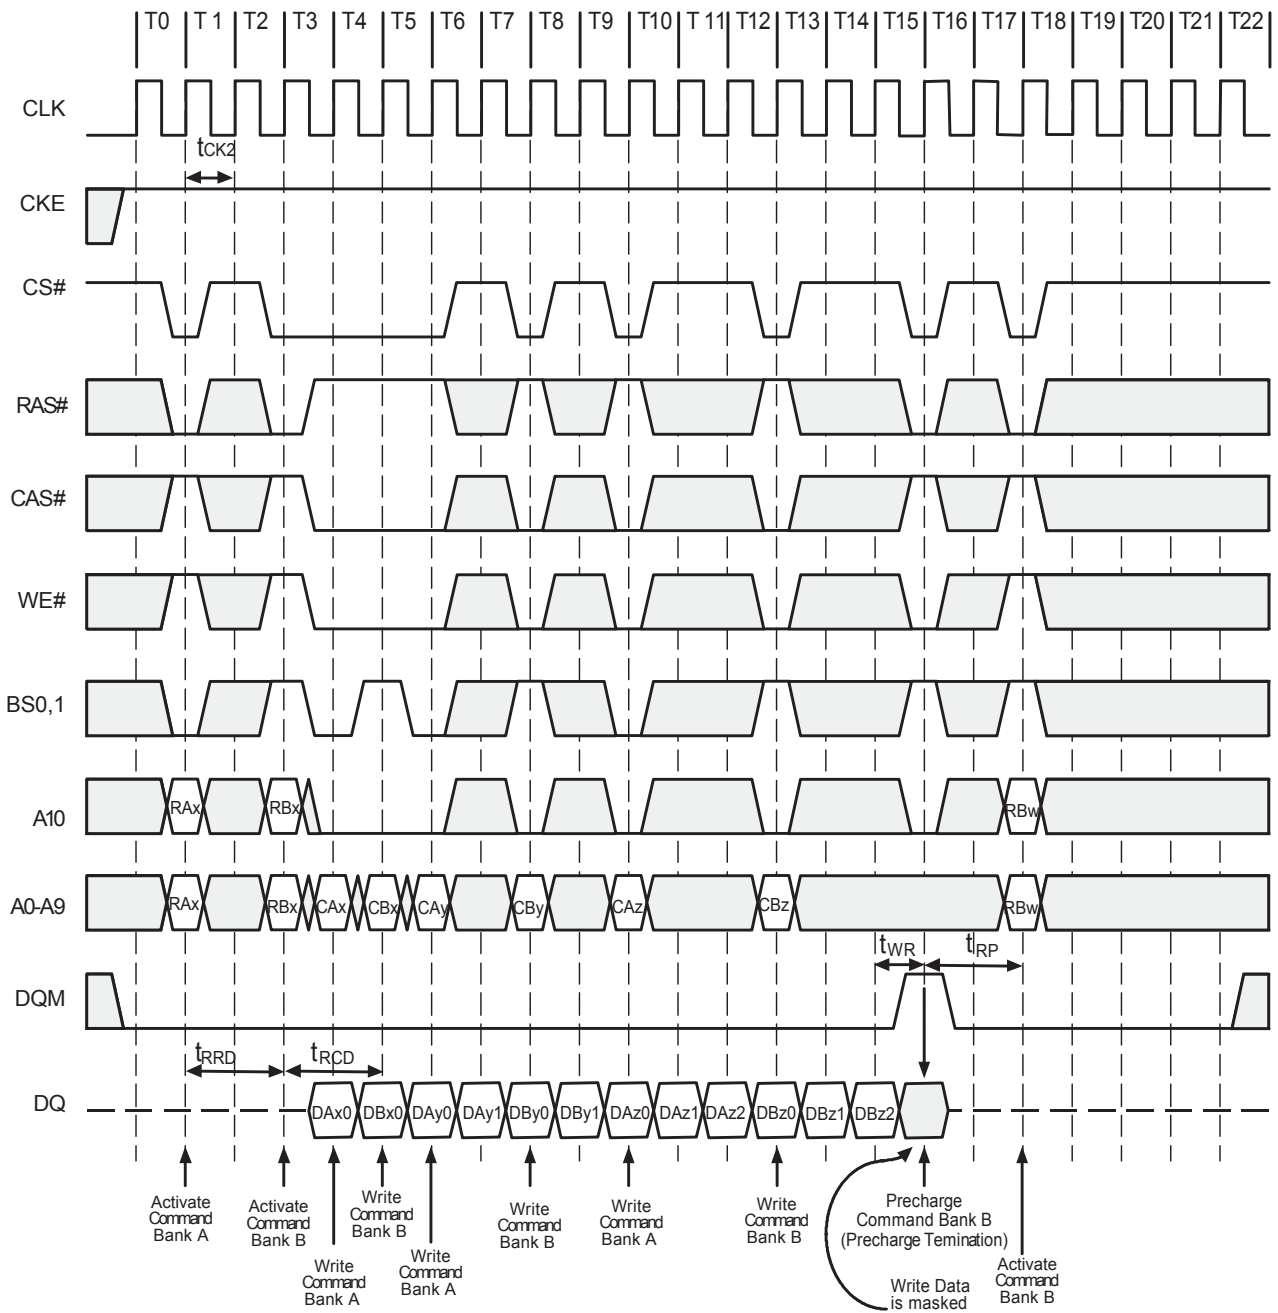 T0 T 1 T2 T3 T4 T5 T6 T7 T8 T9 T10 T 11 T12 T13 T14 T15 T16 T17 T18 T19 T20 T21 T22
CLK
tCK2
CKE
CS#
RAS#
CAS#
WE#
BS0,1
A10
RAx RBx RBw
A0-A9
RAx RBx CAx CBx CAy CBy CAz CBz RBw
tWR tRP
DQM
tRRD tRCD
DQ
DAx0 DBx0 DAy0 DAy1 DBy0 DBy1 DAz0 DAz1 DAz2 DBz0 DBz1 DBz2
Activate
Command
Bank A
Activate
Command
Bank B
Write
Command
Bank A
Write
Command
Bank B
Write
Command
Bank A
Write
Command
Bank B
Write
Command
Bank A
Write
Command
Bank B
Precharge
Command Bank B
(Precharge Temination)
Write Data
is masked
Activate
Command
Bank B